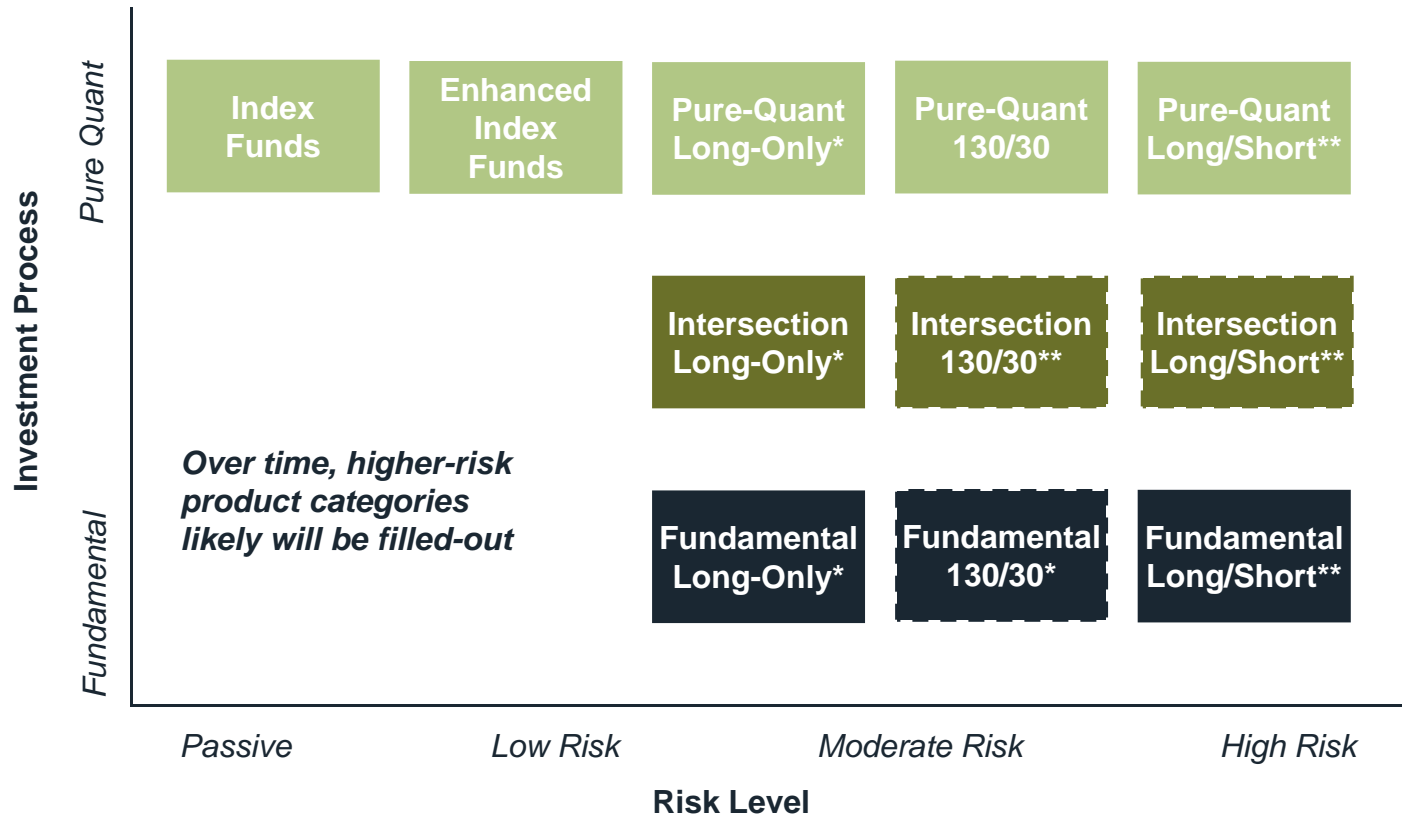 Investment Process
Pure Quant
Fundamental
Index
Funds
Enhanced
Index
Funds
Pure-Quant
Long-Only*
Pure-Quant
130/30
Pure-Quant
Long/Short**
Intersection
Long-Only*
Intersection
130/30**
Intersection
Long/Short**
Over time, higher-risk
product categories
likely will be filled-out
Fundamental
Long-Only*
Fundamental
130/30*
Fundamental
Long/Short**
Passive
Low Risk
Moderate Risk
High Risk
Risk Level